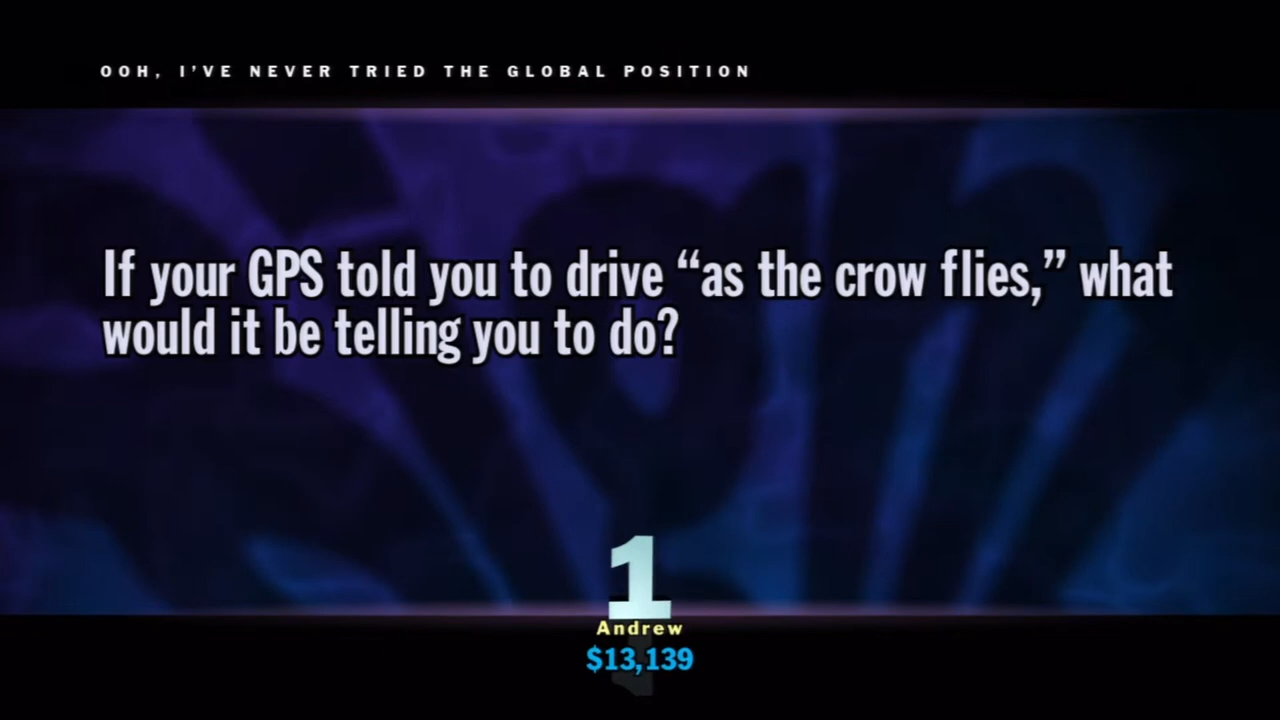 OOH, I'VE NEVER TRIED THE GLOBAL POSITION
If your GPS told you to drive “as the crow flies,” what
would it be telling you to do?
1
Andrew
$13,139